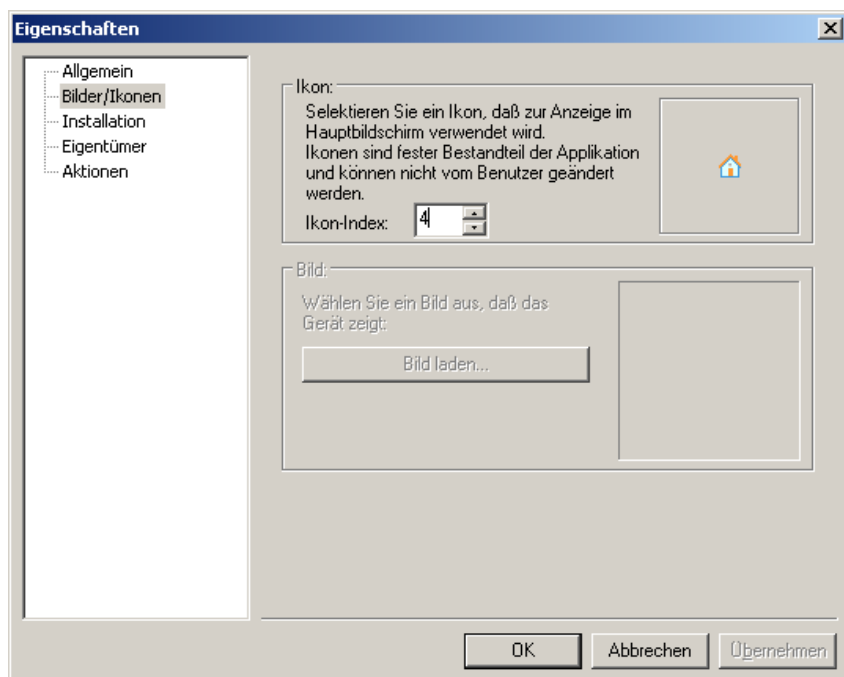 Eigenschaften
Allgemein
Bilder/Ikonen
Installation
Eigentümer
Aktionen
Ikon:
Selektieren Sie ein Ikon, daß zur Anzeige im
Hauptbildschirm verwendet wird.
Ikonen sind fester Bestandteil der Applikation
und können nicht vom Benutzer geändert
werden.
Ikon-Index: 4
Bild:
Wählen Sie ein Bild aus, daß das
Gerät zeigt:
Bild laden...
OK Abbrechen Übernehmen